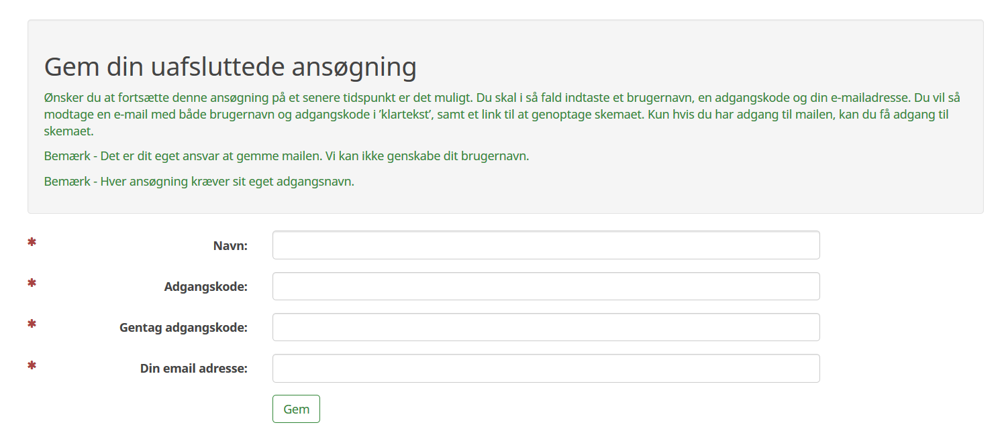 Gem din uafsluttede ansøgning
Ønsker du at fortsætte denne ansøgning på et senere tidspunkt er det muligt. Du skal i så fald indtaste et brugernavn, en adgangskode og din e-mailadresse. Du vil så
modtage en e-mail med både brugernavn og adgangskode i ’klartekst’, samt et link til at genoptage skemaet. Kun hvis du har adgang til mailen, kan du få adgang til
skemaet.
Bemærk - Det er dit eget ansvar at gemme mailen. Vi kan ikke genskabe dit brugernavn.
Bemærk - Hver ansøgning kræver sit eget adgangsnavn.
* Navn:
* Adgangskode:
* Gentag adgangskode:
* Din email adresse:
Gem